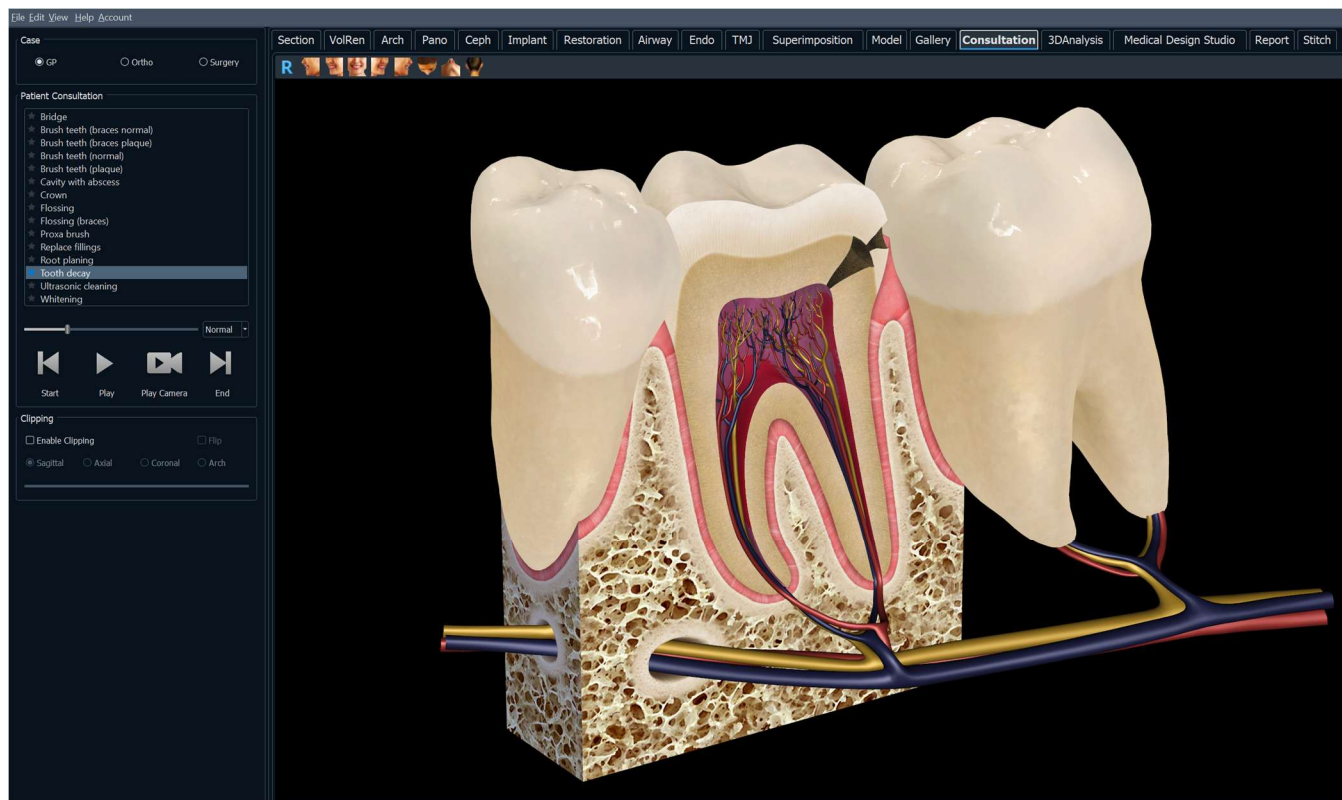 File Edit View Help Account
Section VolRen Arch Pano Ceph Implant Restoration Airway Endo TMJ Superimposition Model Gallery Consultation 3DAnalysis Medical Design Studio Report Stitch
R
Case
GP Ortho Surgery
Patient Consultation
Bridge
Brush teeth (braces normal)
Brush teeth (braces plaque)
Brush teeth (normal)
Brush teeth (plaque)
Cavity with abscess
Crown
Flossing
Flossing (braces)
Proxa brush
Replace fillings
Root planing
Tooth decay
Ultrasonic cleaning
Whitening
Normal
Start Play Play Camera End
Clipping
Enable Clipping Flip
Sagittal Axial Coronal Arch